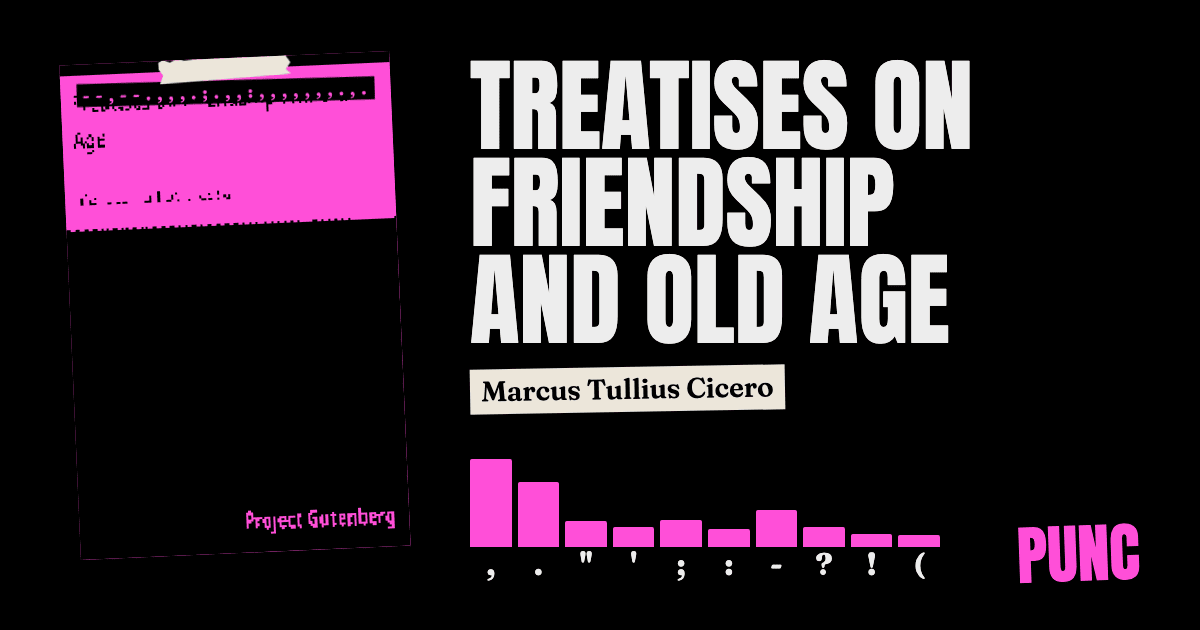 Age
Project Gutenberg
TREATISES ON
FRIENDSHIP
AND OLD AGE
Marcus Tullius Cicero
, . " ' ; : - ? ! (
PUNC